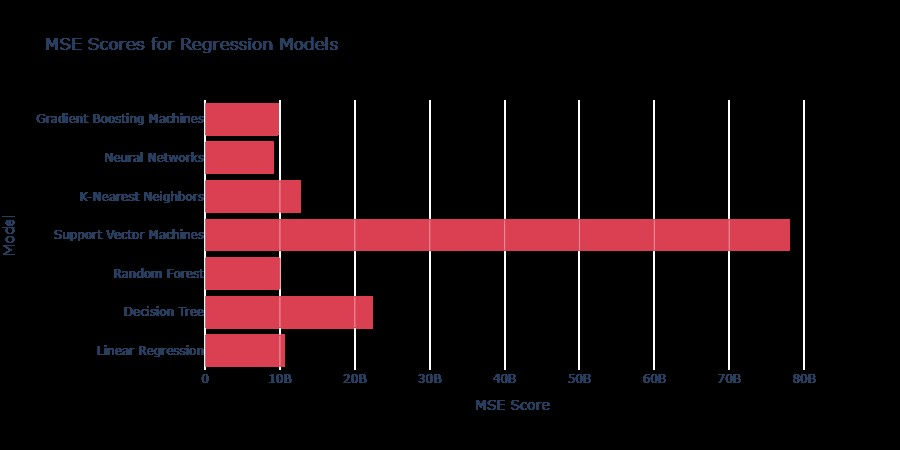 MSE Scores for Regression Models
Gradient Boosting Machines
Neural Networks
K-Nearest Neighbors
Support Vector Machines
Random Forest
Decision Tree
Linear Regression
Model
0 10B 20B 30B 40B 50B 60B 70B 80B
MSE Score